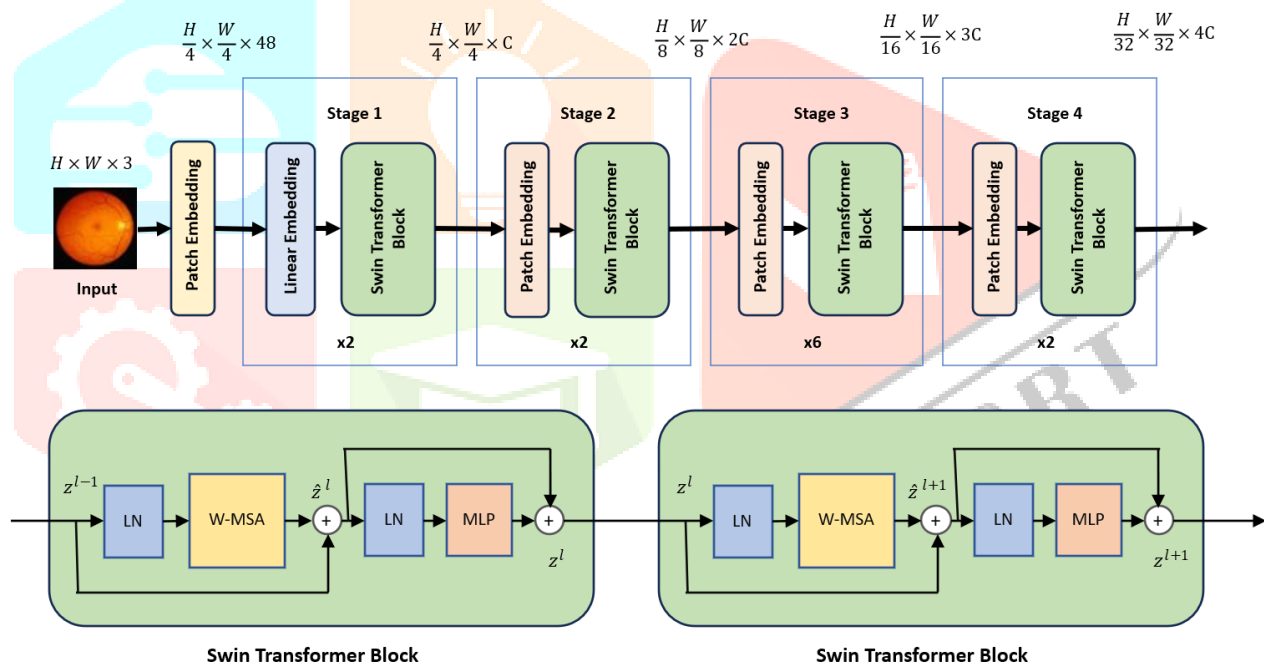 H/4 × W/4 × 48
H/4 × W/4 × C
H/8 × W/8 × 2C
H/16 × W/16 × 3C
H/32 × W/32 × 4C
Stage 1
Stage 2
Stage 3
Stage 4
H × W × 3
Input
Patch Embedding
Linear Embedding
Swin Transformer
Block
Patch Embedding
Swin Transformer
Block
Patch Embedding
Swin Transformer
Block
Patch Embedding
Swin Transformer
Block
x2
x2
x6
x2
z^{l−1}
LN
W-MSA
ẑ^{l}
LN
MLP
z^{l}
z^{l}
LN
W-MSA
ẑ^{l+1}
LN
MLP
z^{l+1}
Swin Transformer Block
Swin Transformer Block